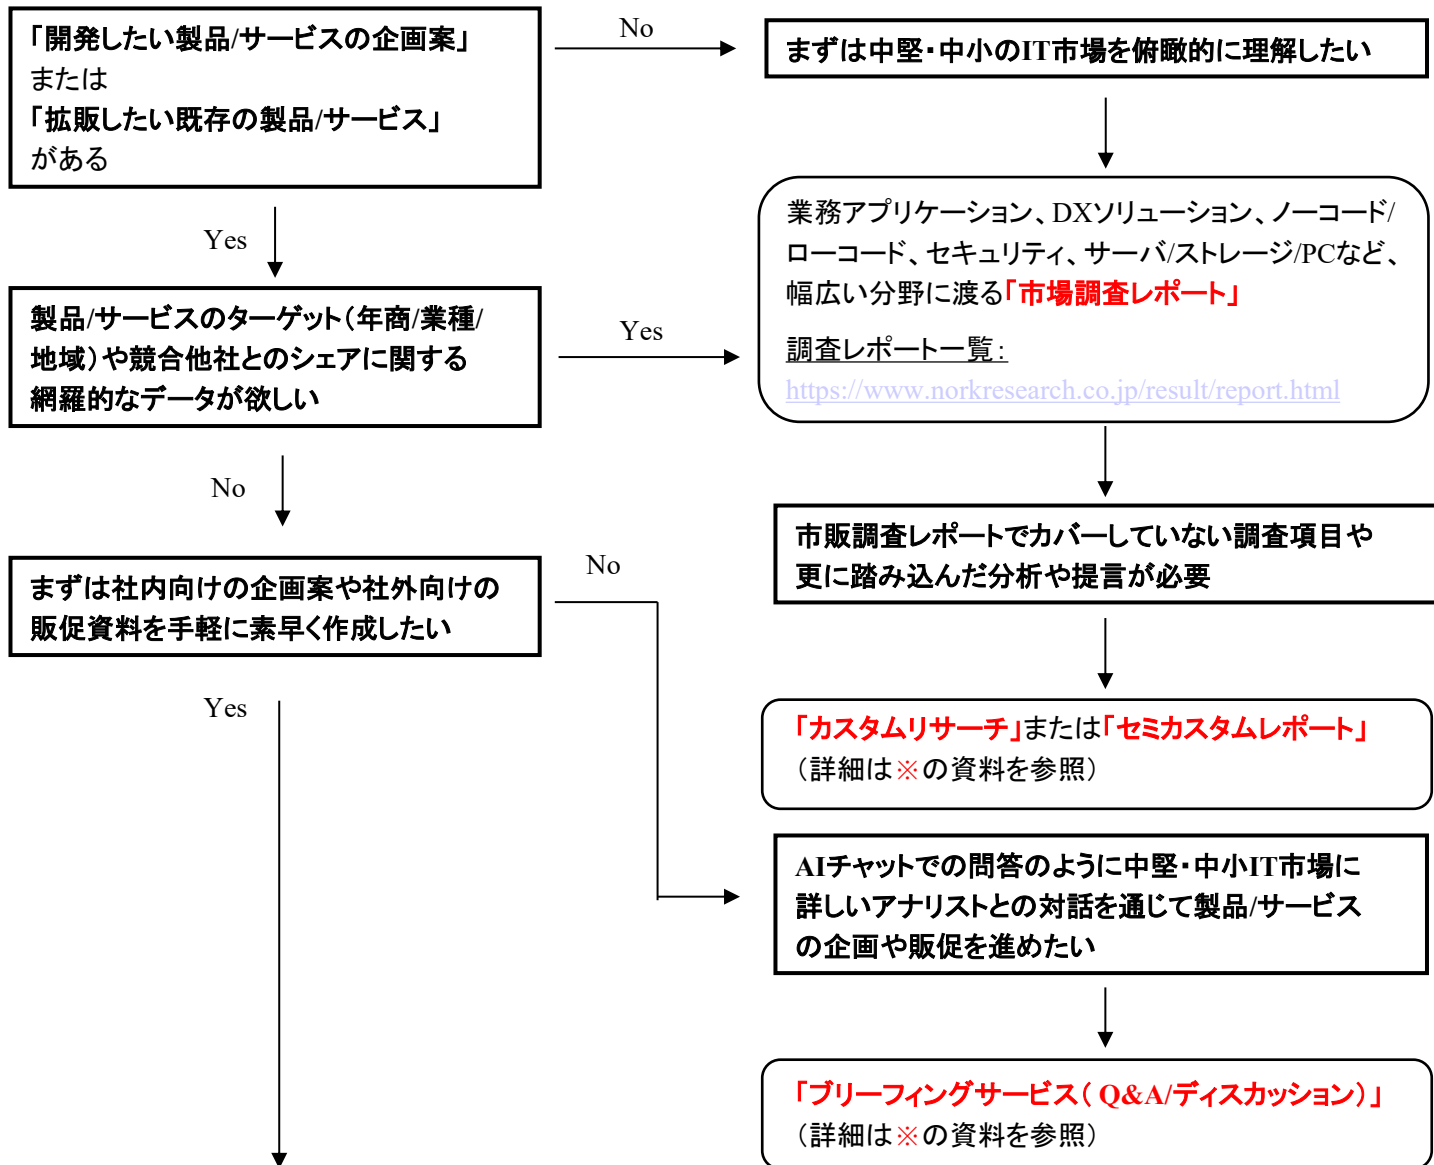 「開発したい製品/サービスの企画案」
または
「拡販したい既存の製品/サービス」
がある
No
まずは中堅・中小のIT市場を俯瞰的に理解したい
Yes
業務アプリケーション、DXソリューション、ノーコード/
ローコード、セキュリティ、サーバ/ストレージ/PCなど、
幅広い分野に渡る「市場調査レポート」
調査レポート一覧:
https://www.norkresearch.co.jp/result/report.html
製品/サービスのターゲット(年商/業種/
地域)や競合他社とのシェアに関する
網羅的なデータが欲しい
Yes
No
市販調査レポートでカバーしていない調査項目や
更に踏み込んだ分析や提言が必要
まずは社内向けの企画案や社外向けの
販促資料を手軽に素早く作成したい
No
Yes
「カスタムリサーチ」または「セミカスタムレポート」
(詳細は※の資料を参照)
AIチャットでの問答のように中堅・中小IT市場に
詳しいアナリストとの対話を通じて製品/サービス
の企画や販促を進めたい
「ブリーフィングサービス( Q&A/ディスカッション)」
(詳細は※の資料を参照)